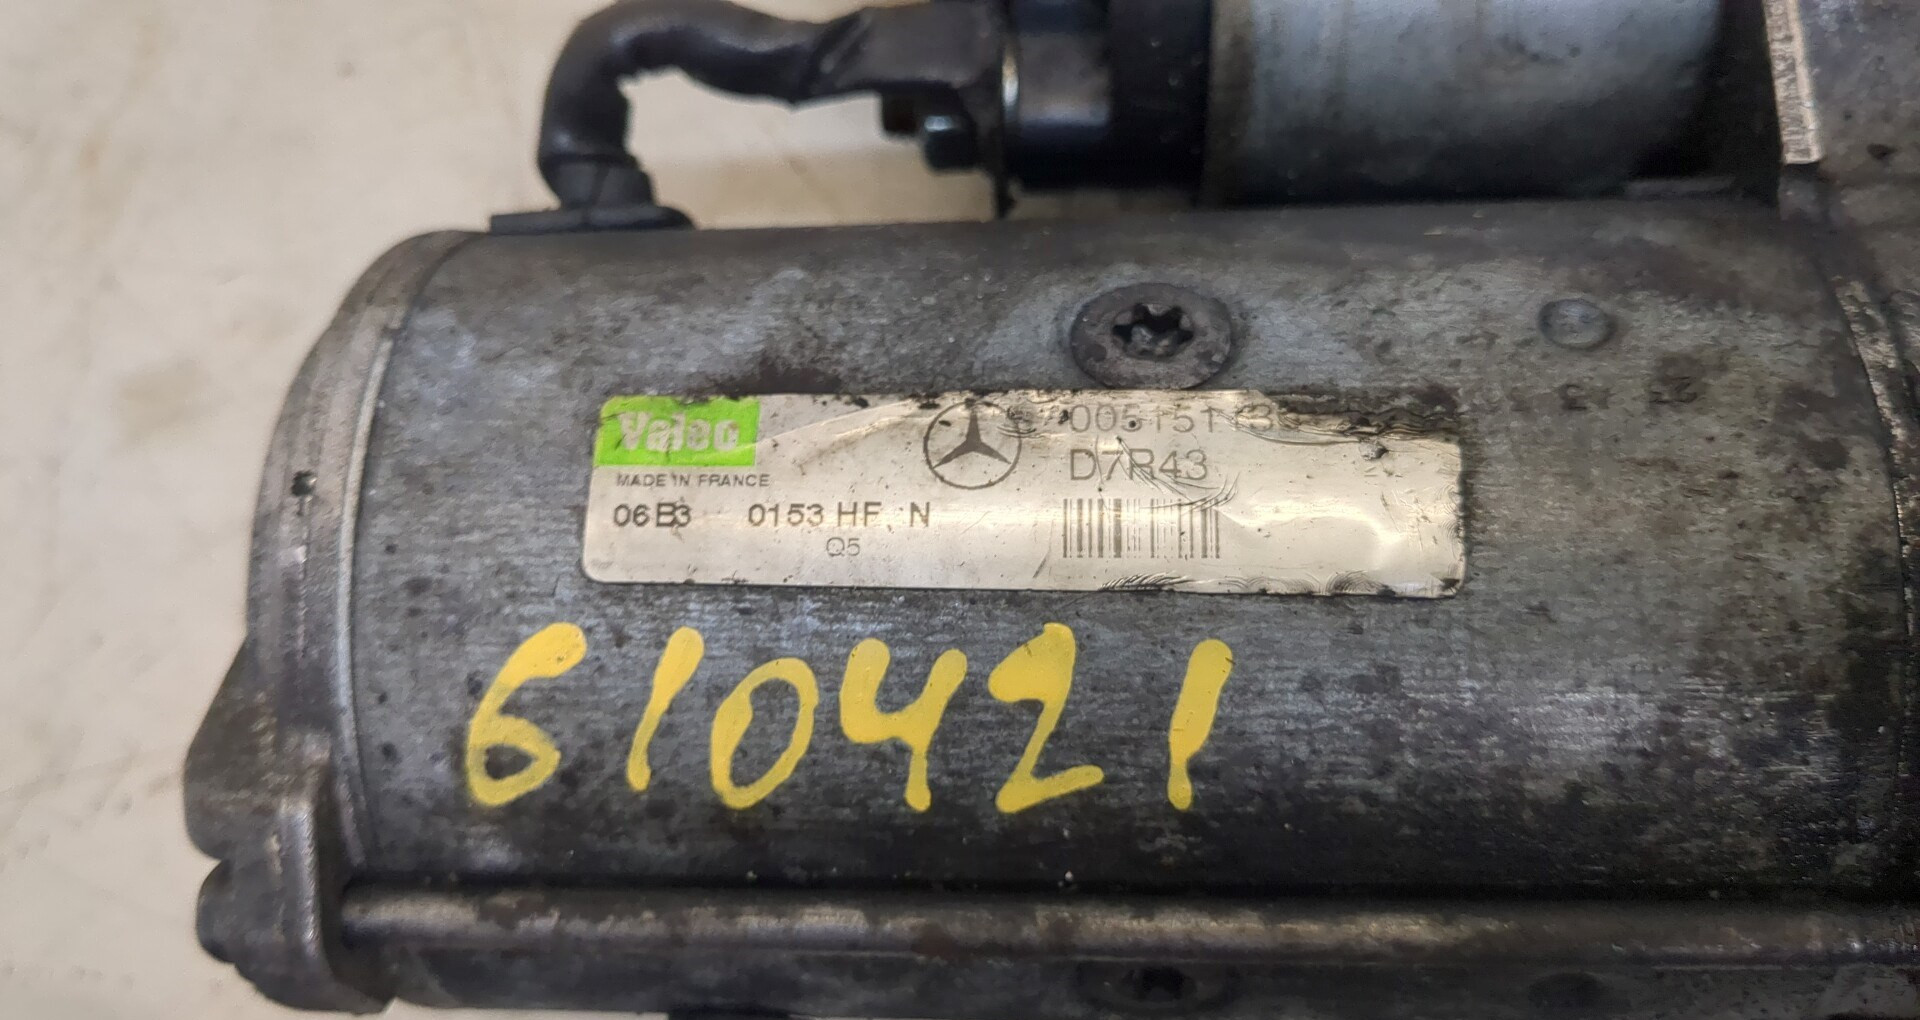 Valeo
MADE IN FRANCE
D7R43
06B3 0153 HF N
Q5
610421